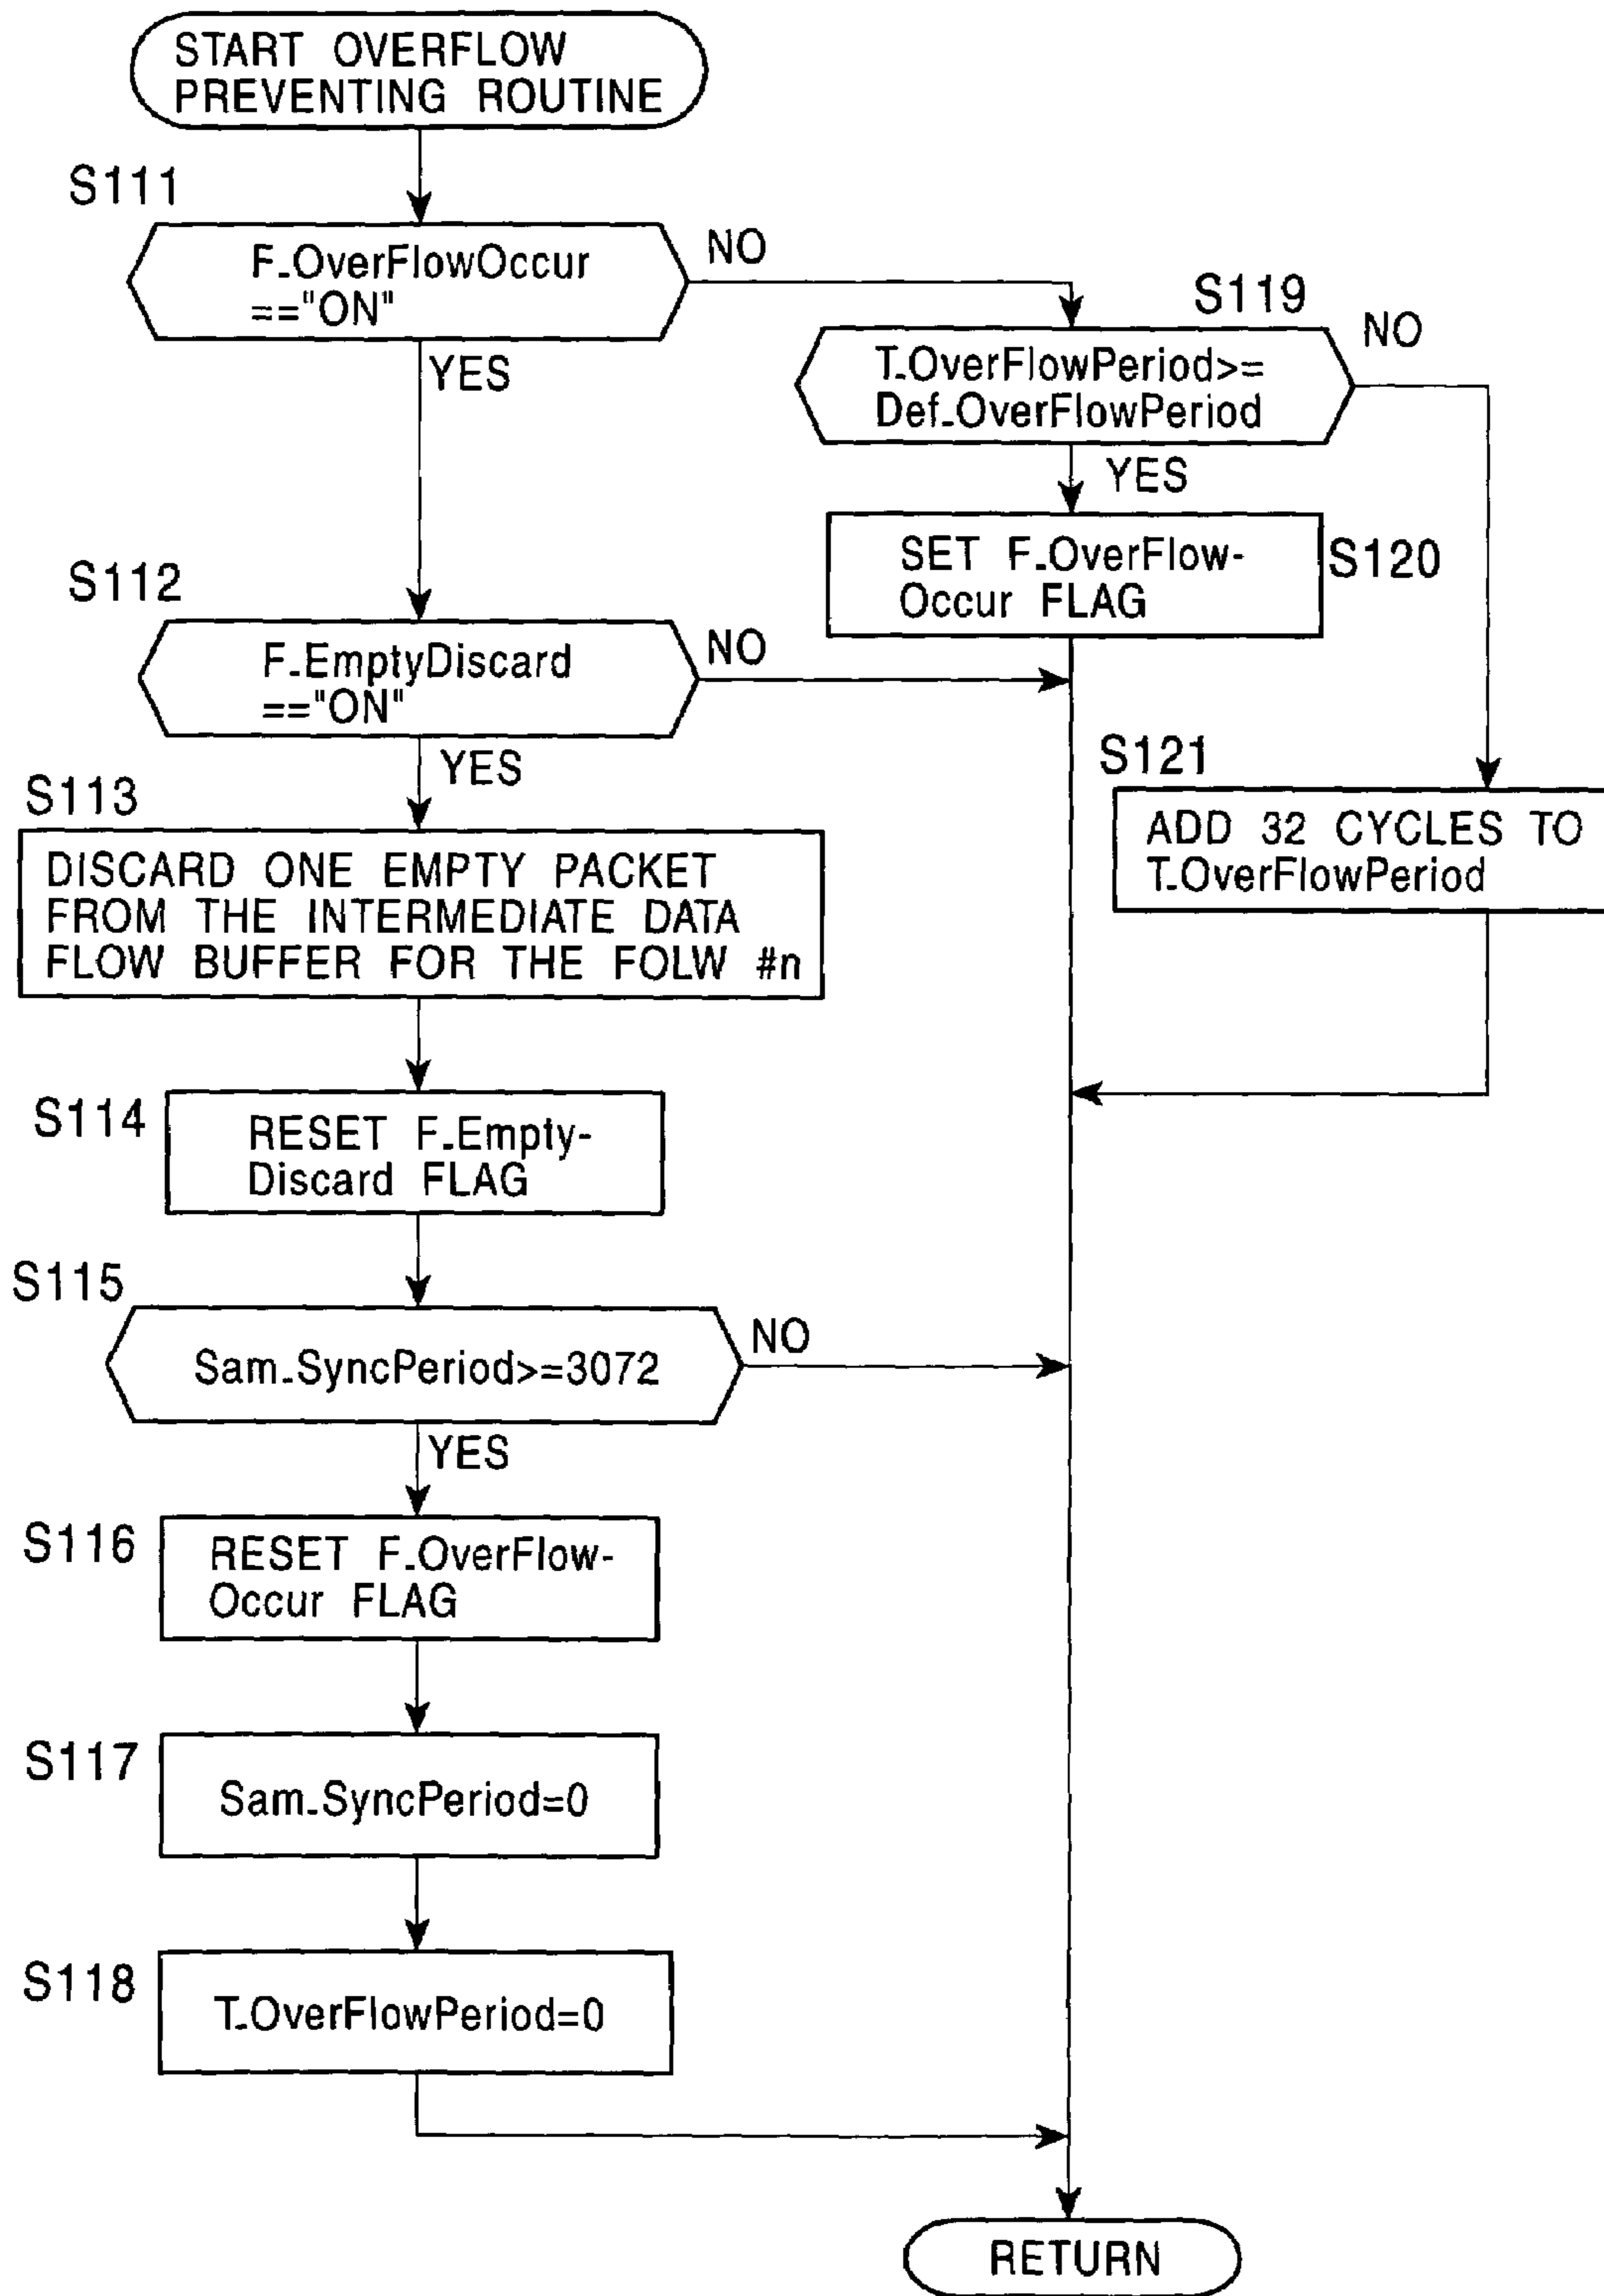 START OVERFLOW
PREVENTING ROUTINE
S111
F_OverFlowOccur
=="ON"
NO
YES
S119
T_OverFlowPeriod>=
Def_OverFlowPeriod
NO
YES
SET F_OverFlow-
Occur FLAG
S120
S112
F_EmptyDiscard
=="ON"
NO
YES
S121
ADD 32 CYCLES TO
T_OverFlowPeriod
S113
DISCARD ONE EMPTY PACKET
FROM THE INTERMEDIATE DATA
FLOW BUFFER FOR THE FOLW #n
S114
RESET F_Empty-
Discard FLAG
S115
Sam_SyncPeriod>=3072
NO
YES
S116
RESET F_OverFlow-
Occur FLAG
S117
Sam_SyncPeriod=0
S118
T_OverFlowPeriod=0
RETURN